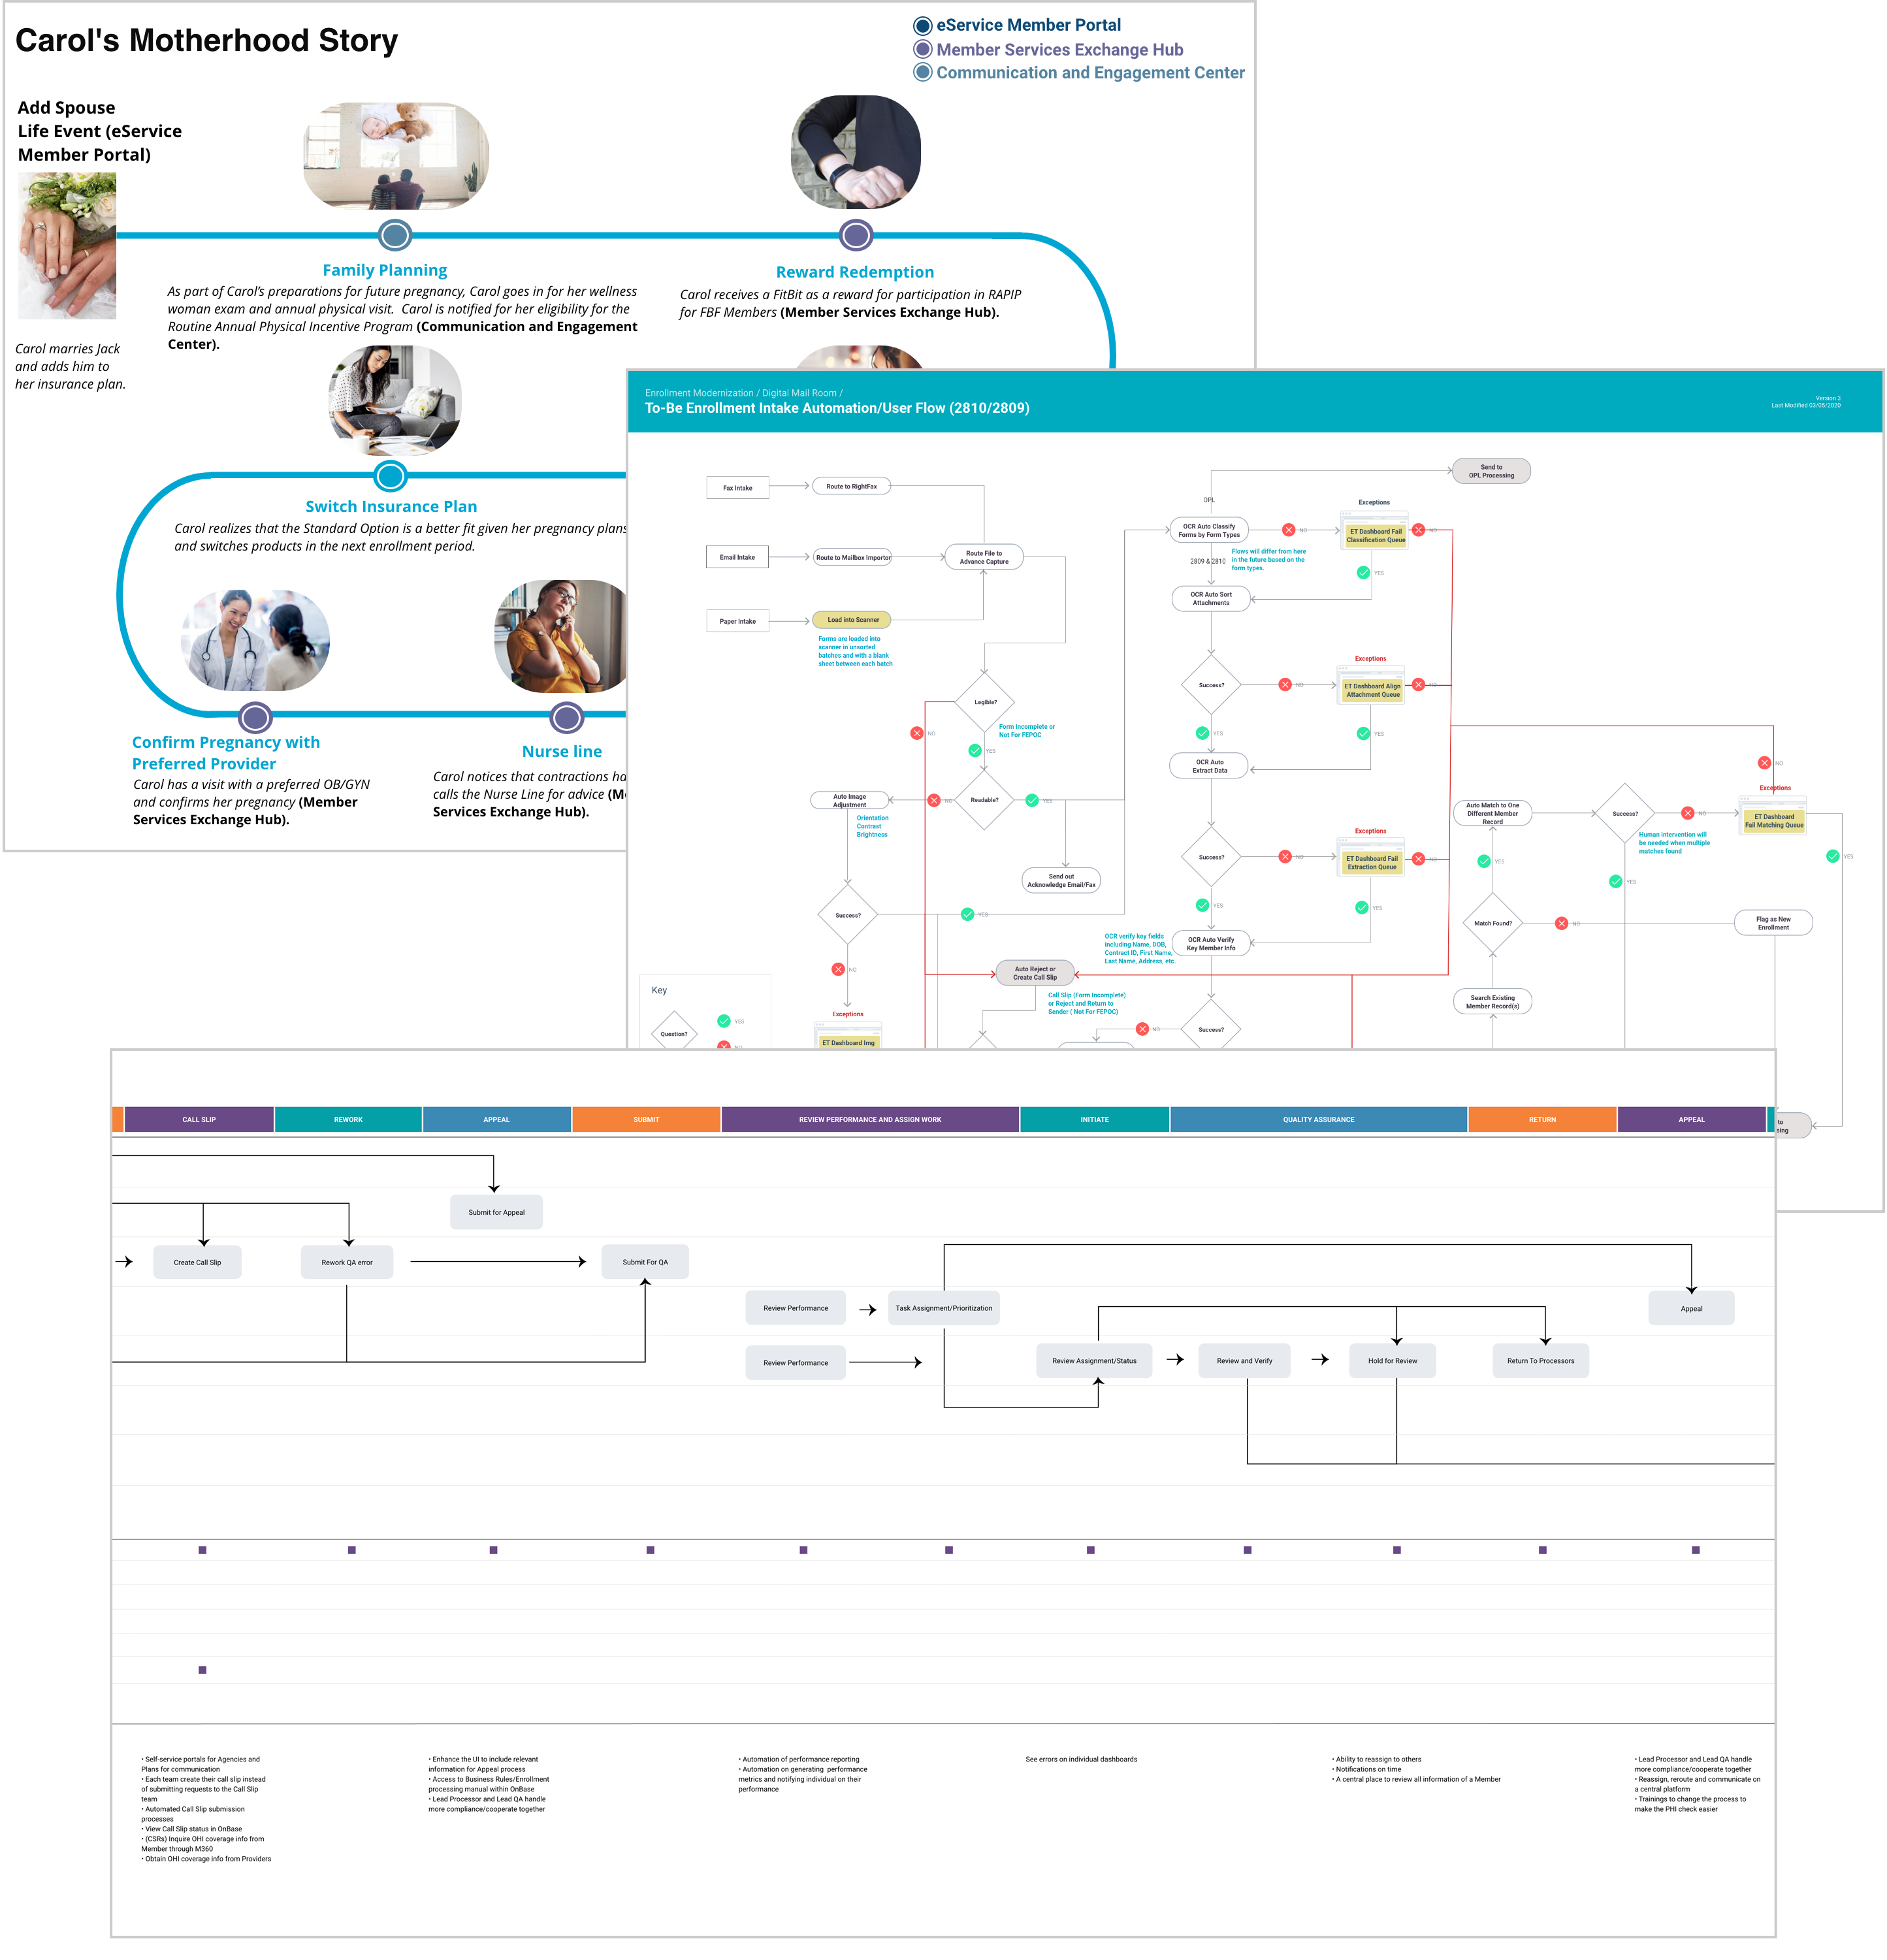 Carol's Motherhood Story
eService Member Portal
Member Services Exchange Hub
Communication and Engagement Center
Add Spouse
Life Event (eService
Member Portal)
Carol marries Jack
and adds him to
her insurance plan.
Family Planning
As part of Carol’s preparations for future pregnancy, Carol goes in for her wellness
woman exam and annual physical visit.  Carol is notified for her eligibility for the
Routine Annual Physical Incentive Program (Communication and Engagement
Center).
Reward Redemption
Carol receives a FitBit as a reward for participation in RAPIP
for FBF Members (Member Services Exchange Hub).
Switch Insurance Plan
Carol realizes that the Standard Option is a better fit given her pregnancy plans
and switches products in the next enrollment period.
Confirm Pregnancy with
Preferred Provider
Carol has a visit with a preferred OB/GYN
and confirms her pregnancy (Member
Services Exchange Hub).
Nurse line
Carol notices that contractions ha
calls the Nurse Line for advice (M
Services Exchange Hub).
Enrollment Modernization / Digital Mail Room /
To-Be Enrollment Intake Automation/User Flow (2810/2809)
Version 3
Last Modified 03/05/2020
Fax Intake
Route to RightFax
Email Intake
Route to Mailbox Importor
Route File to
Advance Capture
Paper Intake
Load into Scanner
Forms are loaded into
scanner in unsorted
batches and with a blank
sheet between each batch
Legible?
NO
Form Incomplete or
Not For FEPOC
YES
Readable?
NO
YES
Auto Image
Adjustment
Orientation
Contrast
Brightness
Send out
Acknowledge Email/Fax
Success?
YES
NO
Exceptions
ET Dashboard Img
Key
Question?
YES
NO
Auto Reject or
Create Call Slip
Call Slip (Form Incomplete)
or Reject and Return to
Sender ( Not For FEPOC)
Send to
OPL Processing
OPL
OCR Auto Classify
Forms by Form Types
NO
Exceptions
ET Dashboard Fail
Classification Queue
NO
Flows will differ from here
in the future based on the
form types.
2809 & 2810
YES
OCR Auto Sort
Attachments
Success?
NO
Exceptions
ET Dashboard Align
Attachment Queue
NO
YES
YES
OCR Auto
Extract Data
Success?
NO
Exceptions
ET Dashboard Fail
Extraction Queue
NO
YES
YES
OCR verify key fields
including Name, DOB,
Contract ID, First Name,
Last Name, Address, etc.
OCR Auto Verify
Key Member Info
Success?
NO
NO
Exceptions
ET Dashboard
Fail Matching Queue
Auto Match to One
Different Member
Record
Success?
NO
Human intervention will
be needed when multiple
matches found
YES
YES
YES
Match Found?
NO
Flag as New
Enrollment
Search Existing
Member Record(s)
to
sing
CALL SLIP
REWORK
APPEAL
SUBMIT
REVIEW PERFORMANCE AND ASSIGN WORK
INITIATE
QUALITY ASSURANCE
RETURN
APPEAL
Submit for Appeal
Create Call Slip
Rework QA error
Submit For QA
Review Performance
Task Assignment/Prioritization
Appeal
Review Performance
Review Assignment/Status
Review and Verify
Hold for Review
Return To Processors
• Self-service portals for Agencies and
Plans for communication
• Each team create their call slip instead
of submitting requests to the Call Slip
team
• Automated Call Slip submission
processes
• View Call Slip status in OnBase
• (CSRs) Inquire OHI coverage info from
Member through M360
• Obtain OHI coverage info from Providers
• Enhance the UI to include relevant
information for Appeal process
• Access to Business Rules/Enrollment
processing manual within OnBase
• Lead Processor and Lead QA handle
more compliance/cooperate together
• Automation of performance reporting
• Automation on generating  performance
metrics and notifying individual on their
performance
See errors on individual dashboards
• Ability to reassign to others
• Notifications on time
• A central place to review all information of a Member
• Lead Processor and Lead QA handle
more compliance/cooperate together
• Reassign, reroute and communicate on
a central platform
• Trainings to change the process to
make the PHI check easier